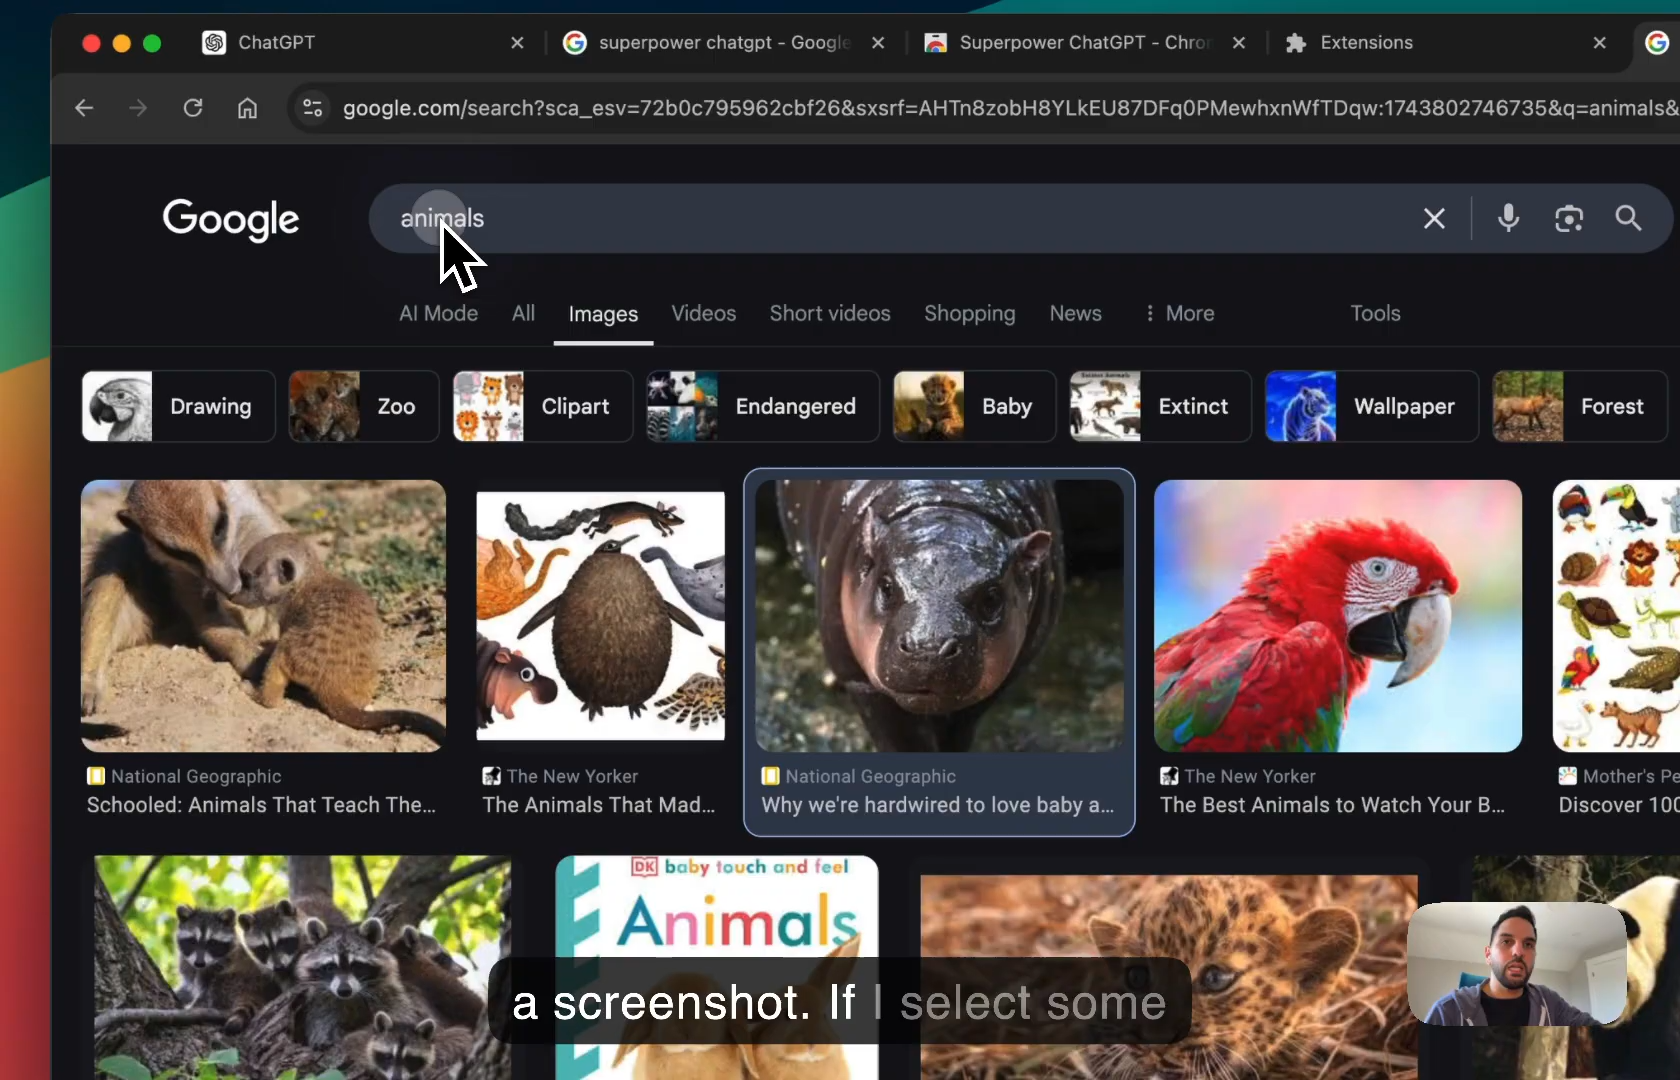 ChatGPT
superpower chatgpt - Google
Superpower ChatGPT - Chro
Extensions
google.com/search?sca_esv=72b0c795962cbf26&sxsrf=AHTn8zobH8YLkEU87DFq0PMewhxnWfTDqw:1743802746735&q=animals&
Google
animals
AI Mode
All
Images
Videos
Short videos
Shopping
News
More
Tools
Drawing
Zoo
Clipart
Endangered
Baby
Extinct
Wallpaper
Forest
National Geographic
Schooled: Animals That Teach The...
The New Yorker
The Animals That Mad...
National Geographic
Why we're hardwired to love baby a...
The New Yorker
The Best Animals to Watch Your B...
Mother's Pe
Discover 100
DK baby touch and feel
Animals
a screenshot. If I select some